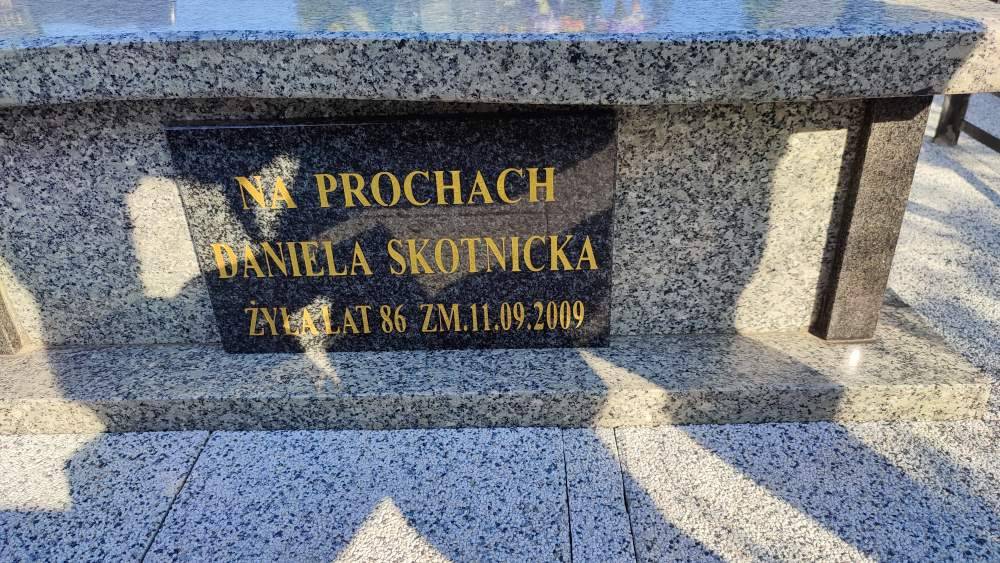 NA PROCHACH
DANIELA SKOTNICKA
ŻYŁA LAT 86 ZM.11.09.2009